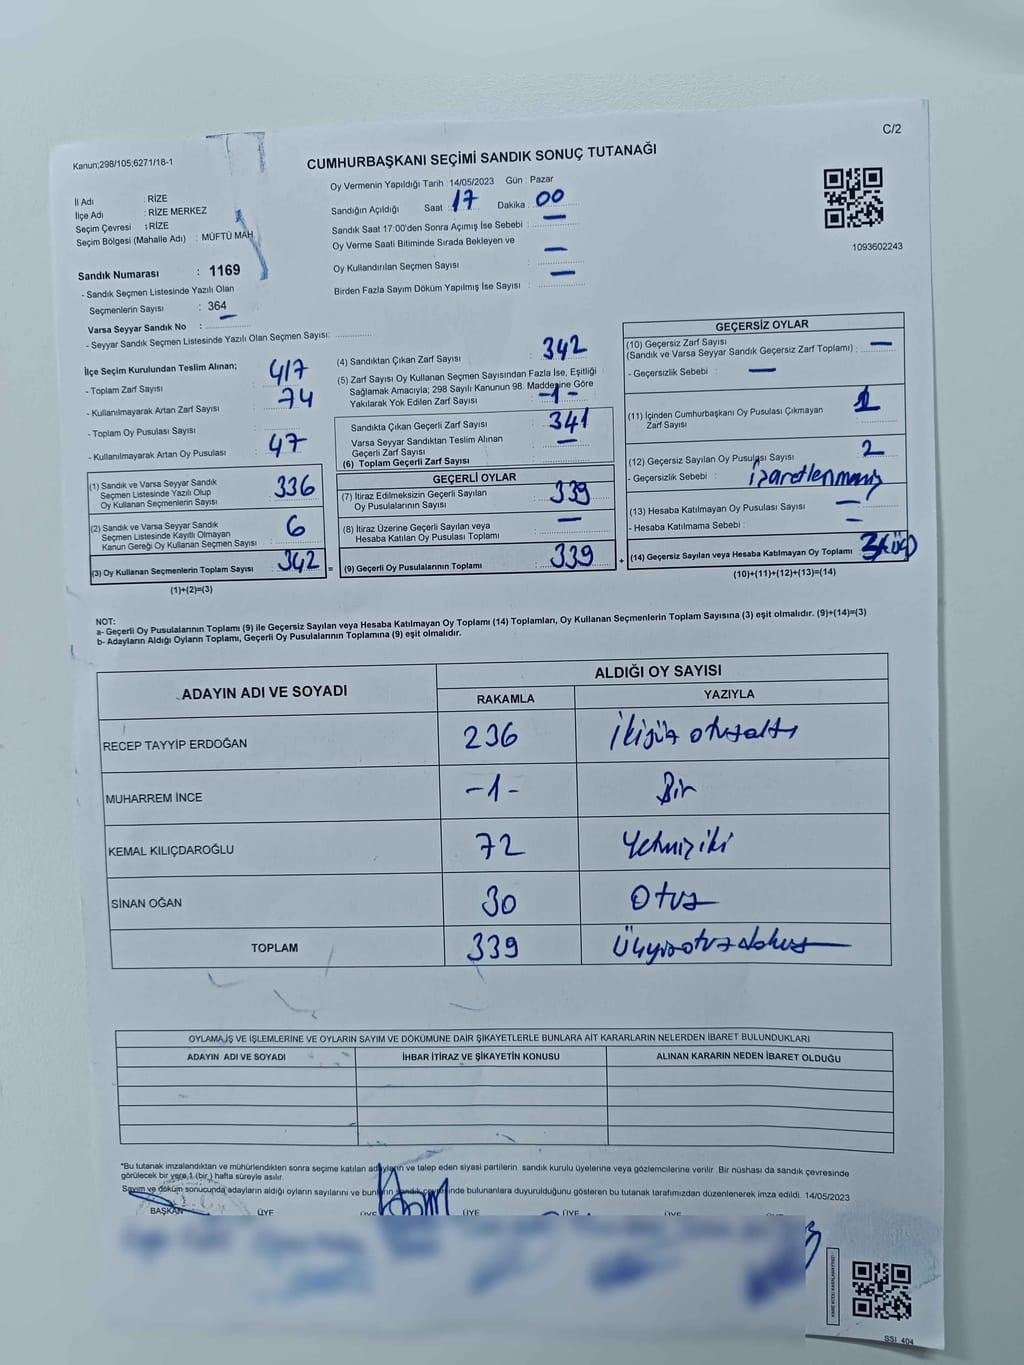 C/2
Kanun;298/105;6271/18-1
CUMHURBAŞKANI SEÇİMİ SANDIK SONUÇ TUTANAĞI
İl Adı : RİZE
İlçe Adı : RİZE MERKEZ
Seçim Çevresi : RİZE
Seçim Bölgesi (Mahalle Adı) : MÜFTÜ MAH.
Sandık Numarası : 1169
- Sandık Seçmen Listesinde Yazılı Olan
Seçmenlerin Sayısı : 364
Varsa Seyyar Sandık No : —
- Seyyar Sandık Seçmen Listesinde Yazılı Olan Seçmen Sayısı:
Oy Vermenin Yapıldığı Tarih : 14/05/2023 Gün : Pazar
Sandığın Açıldığı Saat : 17 Dakika : 00
Sandık Saat 17:00'den Sonra Açımış İse Sebebi : —
Oy Verme Saati Bitiminde Sırada Bekleyen ve
Oy Kullandırılan Seçmen Sayısı : —
Birden Fazla Sayım Döküm Yapılmış İse Sayısı : —
1093602243
İlçe Seçim Kurulundan Teslim Alınan;
- Toplam Zarf Sayısı : 417
- Kullanılmayarak Artan Zarf Sayısı : 74
- Toplam Oy Pusulası Sayısı :
- Kullanılmayarak Artan Oy Pusulası : 47
(1) Sandık ve Varsa Seyyar Sandık
Seçmen Listesinde Yazılı Olup
Oy Kullanan Seçmenlerin Sayısı : 336
(2) Sandık ve Varsa Seyyar Sandık
Seçmen Listesinde Kayıtlı Olmayan
Kanun Gereği Oy Kullanan Seçmen Sayısı : 6
(3) Oy Kullanan Seçmenlerin Toplam Sayısı : 342 =
(1)+(2)=(3)
(4) Sandıktan Çıkan Zarf Sayısı : 342
(5) Zarf Sayısı Oy Kullanan Seçmen Sayısından Fazla İse, Eşitliği
Sağlamak Amacıyla; 298 Sayılı Kanunun 98. Maddesine Göre
Yakılarak Yok Edilen Zarf Sayısı : -1-
Sandıkta Çıkan Geçerli Zarf Sayısı : 341
Varsa Seyyar Sandıktan Teslim Alınan
Geçerli Zarf Sayısı : —
(6) Toplam Geçerli Zarf Sayısı :
GEÇERLİ OYLAR
(7) İtiraz Edilmeksizin Geçerli Sayılan
Oy Pusulalarının Sayısı : 339
(8) İtiraz Üzerine Geçerli Sayılan veya
Hesaba Katılan Oy Pusulası Toplamı : —
(9) Geçerli Oy Pusulalarının Toplamı : 339 +
GEÇERSİZ OYLAR
(10) Geçersiz Zarf Sayısı
(Sandık ve Varsa Seyyar Sandık Geçersiz Zarf Toplamı) : —
- Geçersizlik Sebebi : —
(11) İçinden Cumhurbaşkanı Oy Pusulası Çıkmayan
Zarf Sayısı : 1
(12) Geçersiz Sayılan Oy Pusulası Sayısı : 2
- Geçersizlik Sebebi : İşaretlenmemiş
(13) Hesaba Katılmayan Oy Pusulası Sayısı : —
- Hesaba Katılmama Sebebi : —
(14) Geçersiz Sayılan veya Hesaba Katılmayan Oy Toplamı : 3
(10)+(11)+(12)+(13)=(14)
NOT:
a- Geçerli Oy Pusulalarının Toplamı (9) ile Geçersiz Sayılan veya Hesaba Katılmayan Oy Toplamı (14) Toplamları, Oy Kullanan Seçmenlerin Toplam Sayısına (3) eşit olmalıdır. (9)+(14)=(3)
b- Adayların Aldığı Oyların Toplamı, Geçerli Oy Pusulalarının Toplamına (9) eşit olmalıdır.
ADAYIN ADI VE SOYADI
ALDIĞI OY SAYISI
RAKAMLA YAZIYLA
RECEP TAYYİP ERDOĞAN 236 İkiyüz otuzaltı
MUHARREM İNCE -1- Bir
KEMAL KILIÇDAROĞLU 72 Yetmişiki
SİNAN OĞAN 30 Otuz
TOPLAM 339 Üçyüzotuzdokuz
OYLAMA,İŞ VE İŞLEMLERİNE VE OYLARIN SAYIM VE DÖKÜMÜNE DAİR ŞİKAYETLERLE BUNLARA AİT KARARLARIN NELERDEN İBARET BULUNDUKLARI
ADAYIN ADI VE SOYADI İHBAR İTİRAZ VE ŞİKAYETİN KONUSU ALINAN KARARIN NEDEN İBARET OLDUĞU
*Bu tutanak imzalandıktan ve mühürlendikten sonra seçime katılan adayların ve talep eden siyasi partilerin sandık kurulu üyelerine veya gözlemcilerine verilir. Bir nüshası da sandık çevresinde
görülecek bir yere 1 (bir ) hafta süreyle asılır.
Sayım ve döküm sonucunda adayların aldığı oyların sayılarını ve bunların sandık çevresinde bulunanlara duyurulduğunu gösteren bu tutanak tarafımızdan düzenlenerek imza edildi. 14/05/2023
BAŞKAN ÜYE ÜYE ÜYE ÜYE ÜYE
SSI_404